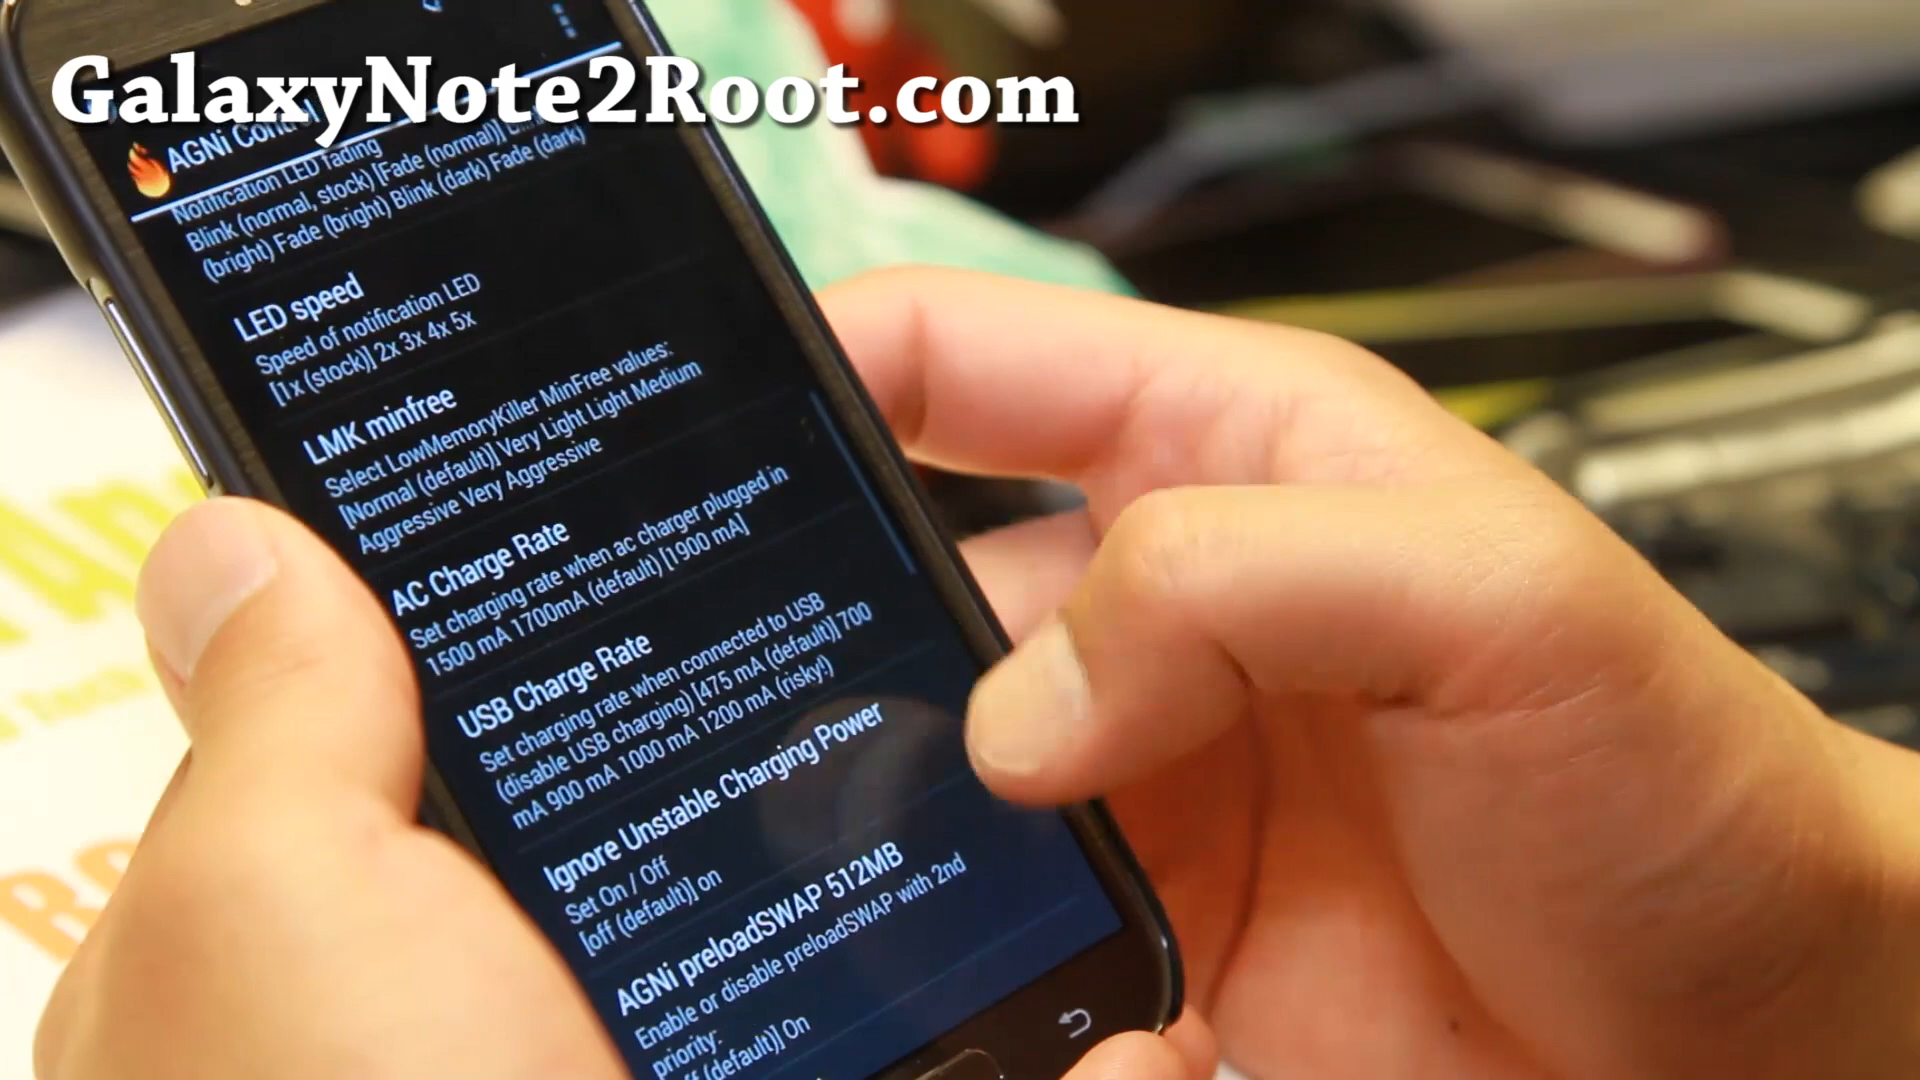 GalaxyNote2Root.com
AGNi Control
Notification LED fading
Blink (normal, stock) [Fade (normal)] Blink
(bright) Fade (bright) Blink (dark) Fade (dark)
LED speed
Speed of notification LED
[1x (stock)] 2x 3x 4x 5x
LMK minfree
Select LowMemoryKiller MinFree values:
[Normal (default)] Very Light Light Medium
Aggressive Very Aggressive
AC Charge Rate
Set charging rate when ac charger plugged in
1500 mA 1700mA (default) [1900 mA]
USB Charge Rate
Set charging rate when connected to USB
(disable USB charging) [475 mA (default)] 700
mA 900 mA 1000 mA 1200 mA (risky!)
Ignore Unstable Charging Power
Set On / Off
[off (default)] on
AGNi preloadSWAP 512MB
Enable or disable preloadSWAP with 2nd
priority:
(default)] On